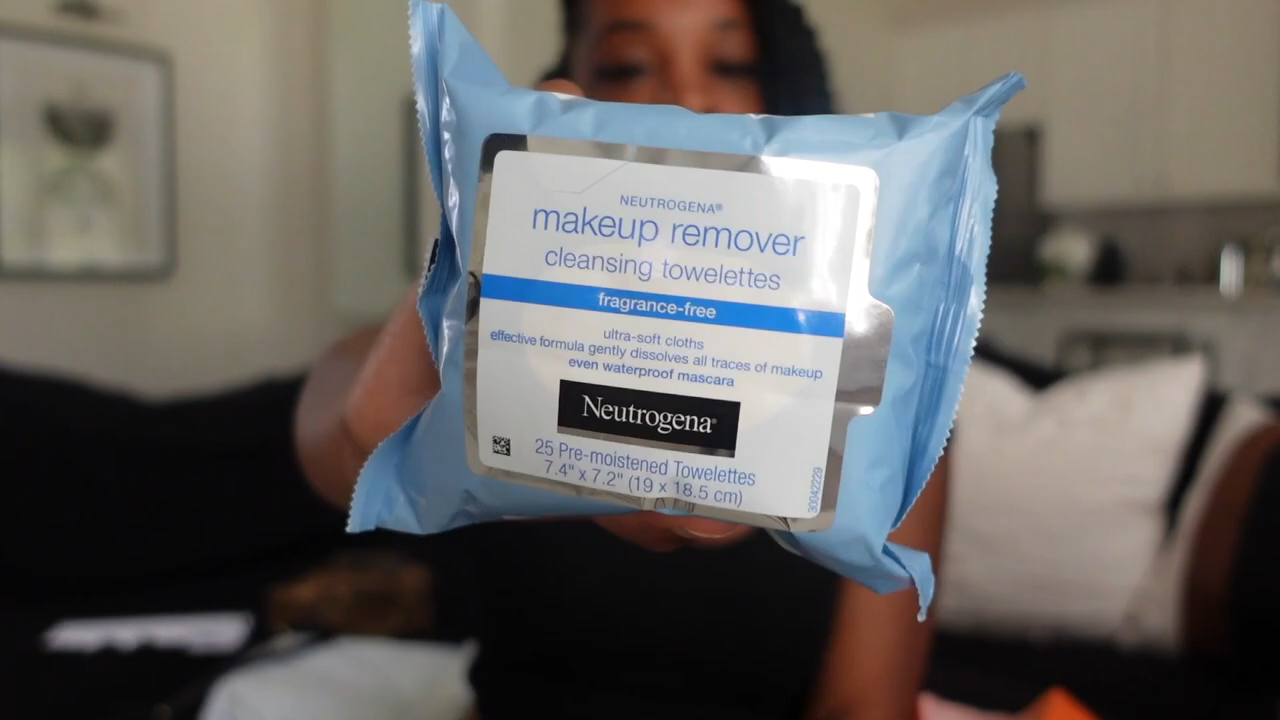 NEUTROGENA®
makeup remover
cleansing towelettes
fragrance-free
ultra-soft cloths
effective formula gently dissolves all traces of makeup
even waterproof mascara
Neutrogena®
25 Pre-moistened Towelettes
7.4" x 7.2" (19 x 18.5 cm)
30042229